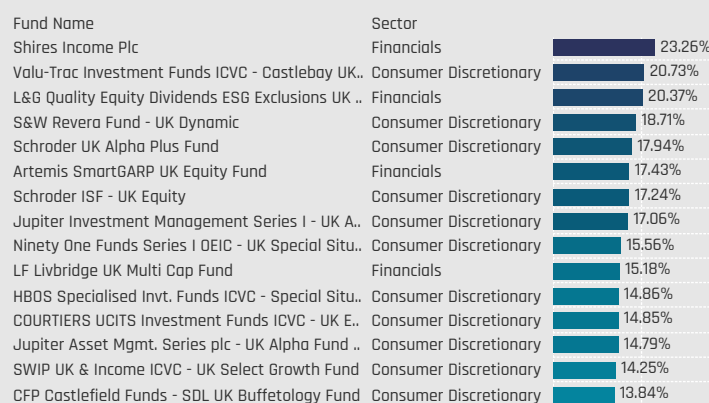 Fund Name Sector
Shires Income Plc Financials 23.26%
Valu-Trac Investment Funds ICVC - Castlebay UK.. Consumer Discretionary 20.73%
L&G Quality Equity Dividends ESG Exclusions UK .. Financials 20.37%
S&W Revera Fund - UK Dynamic Consumer Discretionary 18.71%
Schroder UK Alpha Plus Fund Consumer Discretionary 17.94%
Artemis SmartGARP UK Equity Fund Financials 17.43%
Schroder ISF - UK Equity Consumer Discretionary 17.24%
Jupiter Investment Management Series I - UK A.. Consumer Discretionary 17.06%
Ninety One Funds Series I OEIC - UK Special Situ.. Consumer Discretionary 15.56%
LF Livbridge UK Multi Cap Fund Financials 15.18%
HBOS Specialised Invt. Funds ICVC - Special Situ.. Consumer Discretionary 14.86%
COURTIERS UCITS Investment Funds ICVC - UK E.. Consumer Discretionary 14.85%
Jupiter Asset Mgmt. Series plc - UK Alpha Fund .. Consumer Discretionary 14.79%
SWIP UK & Income ICVC - UK Select Growth Fund Consumer Discretionary 14.25%
CFP Castlefield Funds - SDL UK Buffetology Fund Consumer Discretionary 13.84%